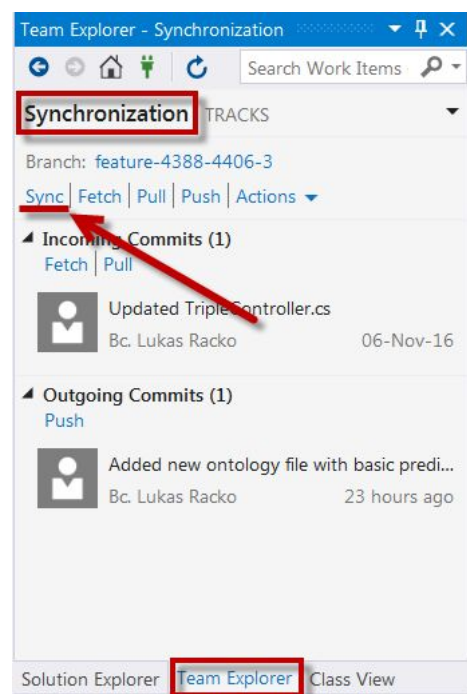 Team Explorer - Synchronization
Search Work Items
Synchronization TRACKS
Branch: feature-4388-4406-3
Sync Fetch Pull Push Actions
Incoming Commits (1)
Fetch Pull
Updated TripleController.cs
Bc. Lukas Racko 06-Nov-16
Outgoing Commits (1)
Push
Added new ontology file with basic predi...
Bc. Lukas Racko 23 hours ago
Solution Explorer Team Explorer Class View